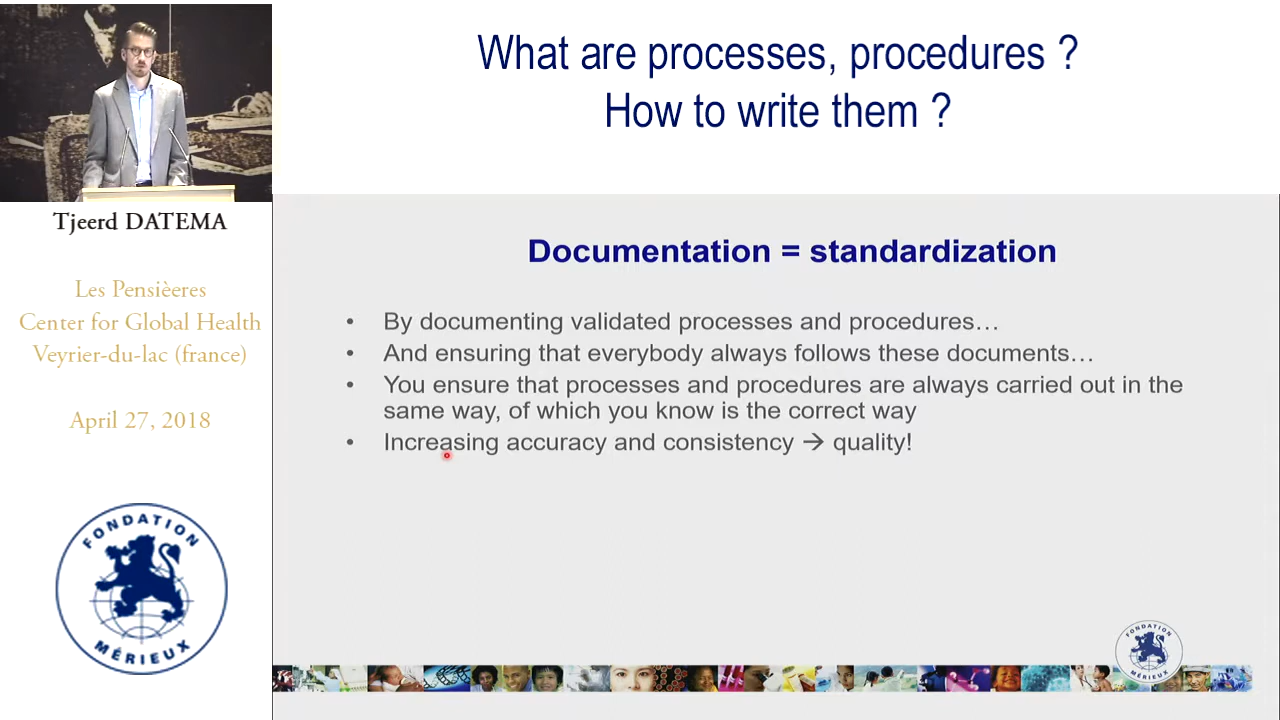 What are processes, procedures ?
How to write them ?
Tjeerd DATEMA
Les Pensièeres
Center for Global Health
Veyrier-du-lac (france)
April 27, 2018
FONDATION
MÉRIEUX
Documentation = standardization
• By documenting validated processes and procedures…
• And ensuring that everybody always follows these documents…
• You ensure that processes and procedures are always carried out in the
same way, of which you know is the correct way
• Increasing accuracy and consistency → quality!
FONDATION
MÉRIEUX